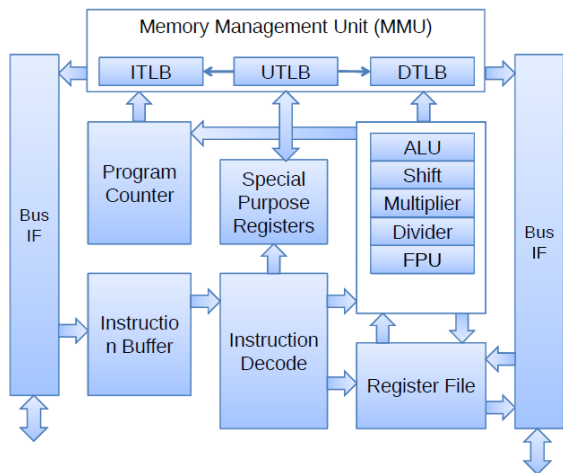 Memory Management Unit (MMU)
ITLB
UTLB
DTLB
Program
Counter
Special
Purpose
Registers
ALU
Shift
Multiplier
Divider
FPU
Bus
IF
Bus
IF
Instructio
n Buffer
Instruction
Decode
Register File